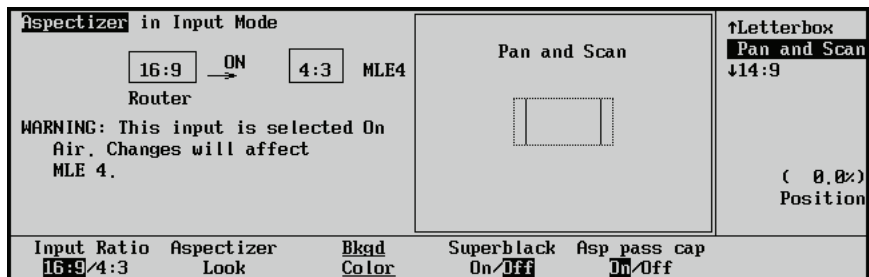 Aspectizer in Input Mode
16:9 ON 4:3 MLE4
Router
WARNING: This input is selected On
Air. Changes will affect
MLE 4.
Pan and Scan
↑Letterbox
Pan and Scan
↓14:9
( 0.0%)
Position
Input Ratio Aspectizer Bkgd Superblack Asp pass cap
16:9/4:3 Look Color On/Off On/Off